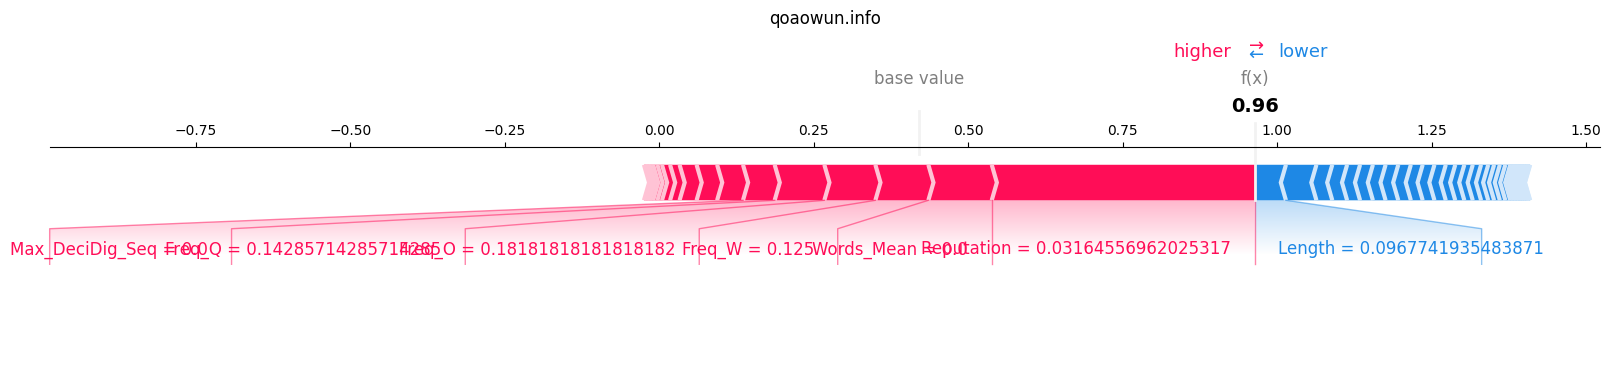 qoaowun.info
higher ⇄ lower
base value f(x)
0.96
−0.75 −0.50 −0.25 0.00 0.25 0.50 0.75 1.00 1.25 1.50
Max_DeciDig_Seq = 0.0 Freq_Q = 0.14285714285714285 Freq_O = 0.18181818181818182 Freq_W = 0.125 Words_Mean = 0.0 Reputation = 0.03164556962025317 Length = 0.0967741935483871